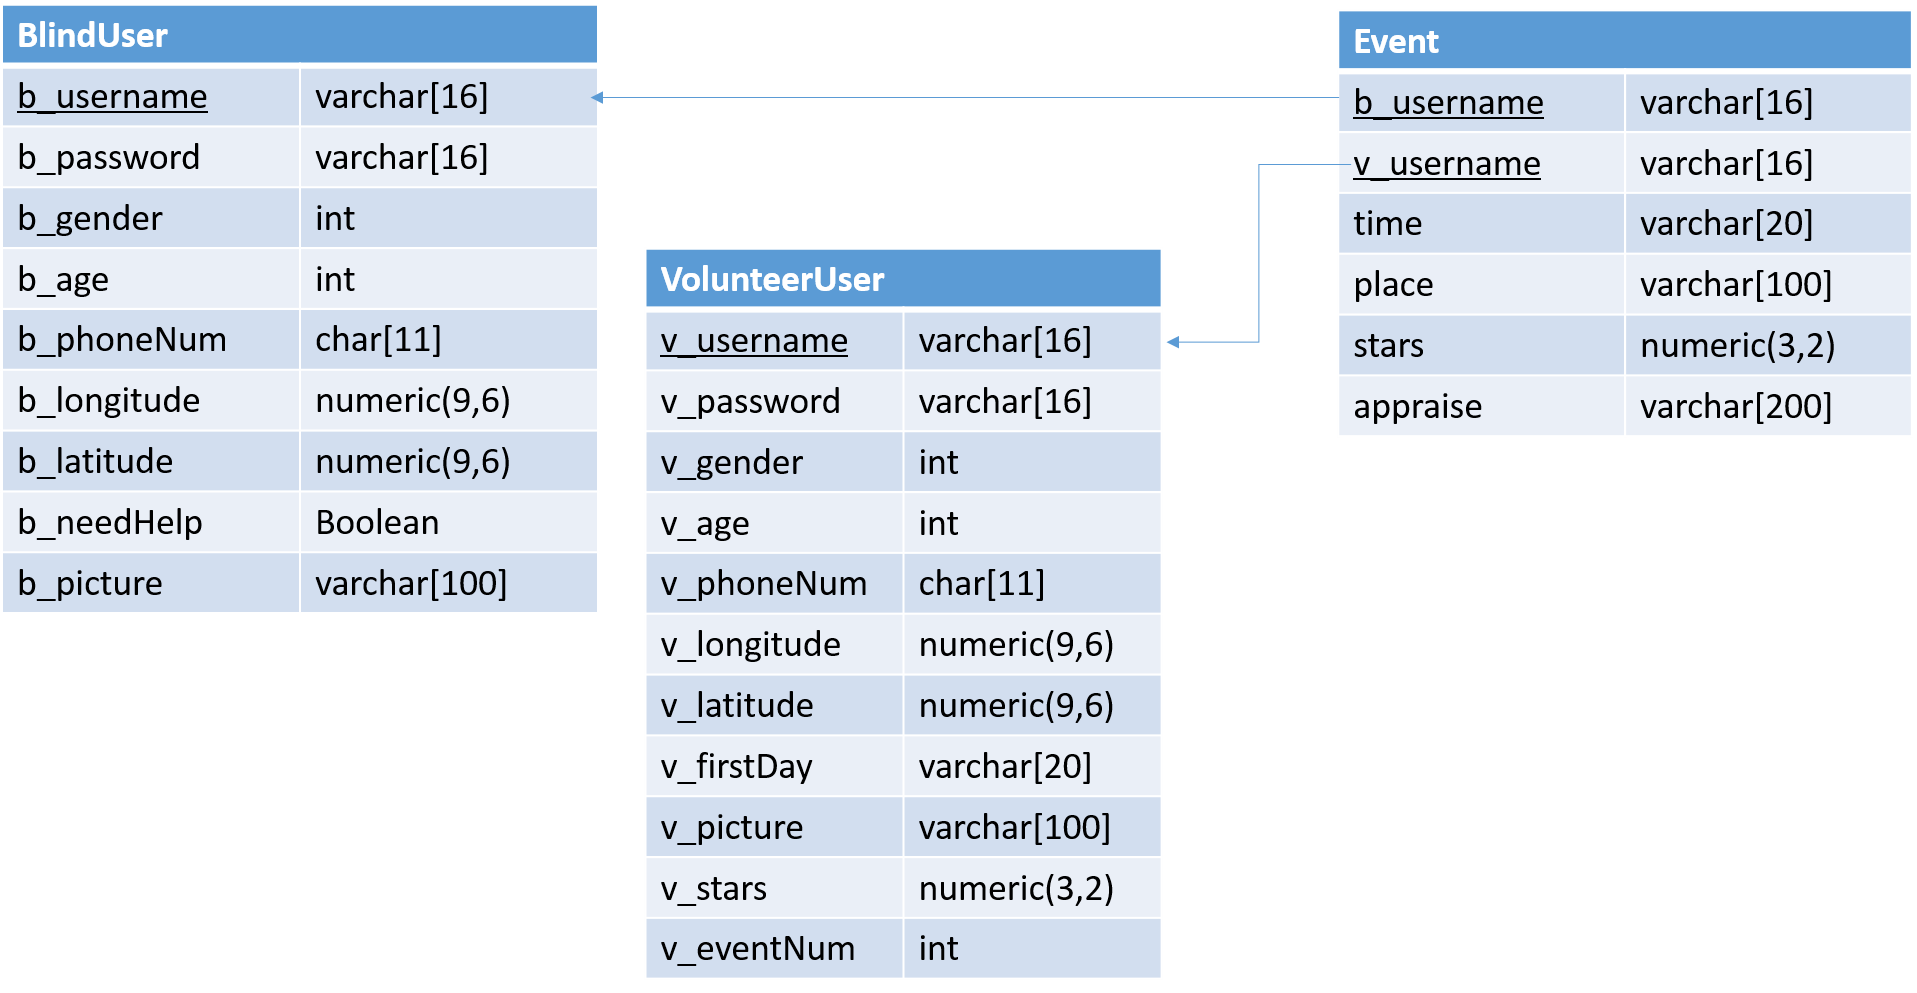 BlindUser
b_username varchar[16]
b_password varchar[16]
b_gender int
b_age int
b_phoneNum char[11]
b_longitude numeric(9,6)
b_latitude numeric(9,6)
b_needHelp Boolean
b_picture varchar[100]
VolunteerUser
v_username varchar[16]
v_password varchar[16]
v_gender int
v_age int
v_phoneNum char[11]
v_longitude numeric(9,6)
v_latitude numeric(9,6)
v_firstDay varchar[20]
v_picture varchar[100]
v_stars numeric(3,2)
v_eventNum int
Event
b_username varchar[16]
v_username varchar[16]
time varchar[20]
place varchar[100]
stars numeric(3,2)
appraise varchar[200]